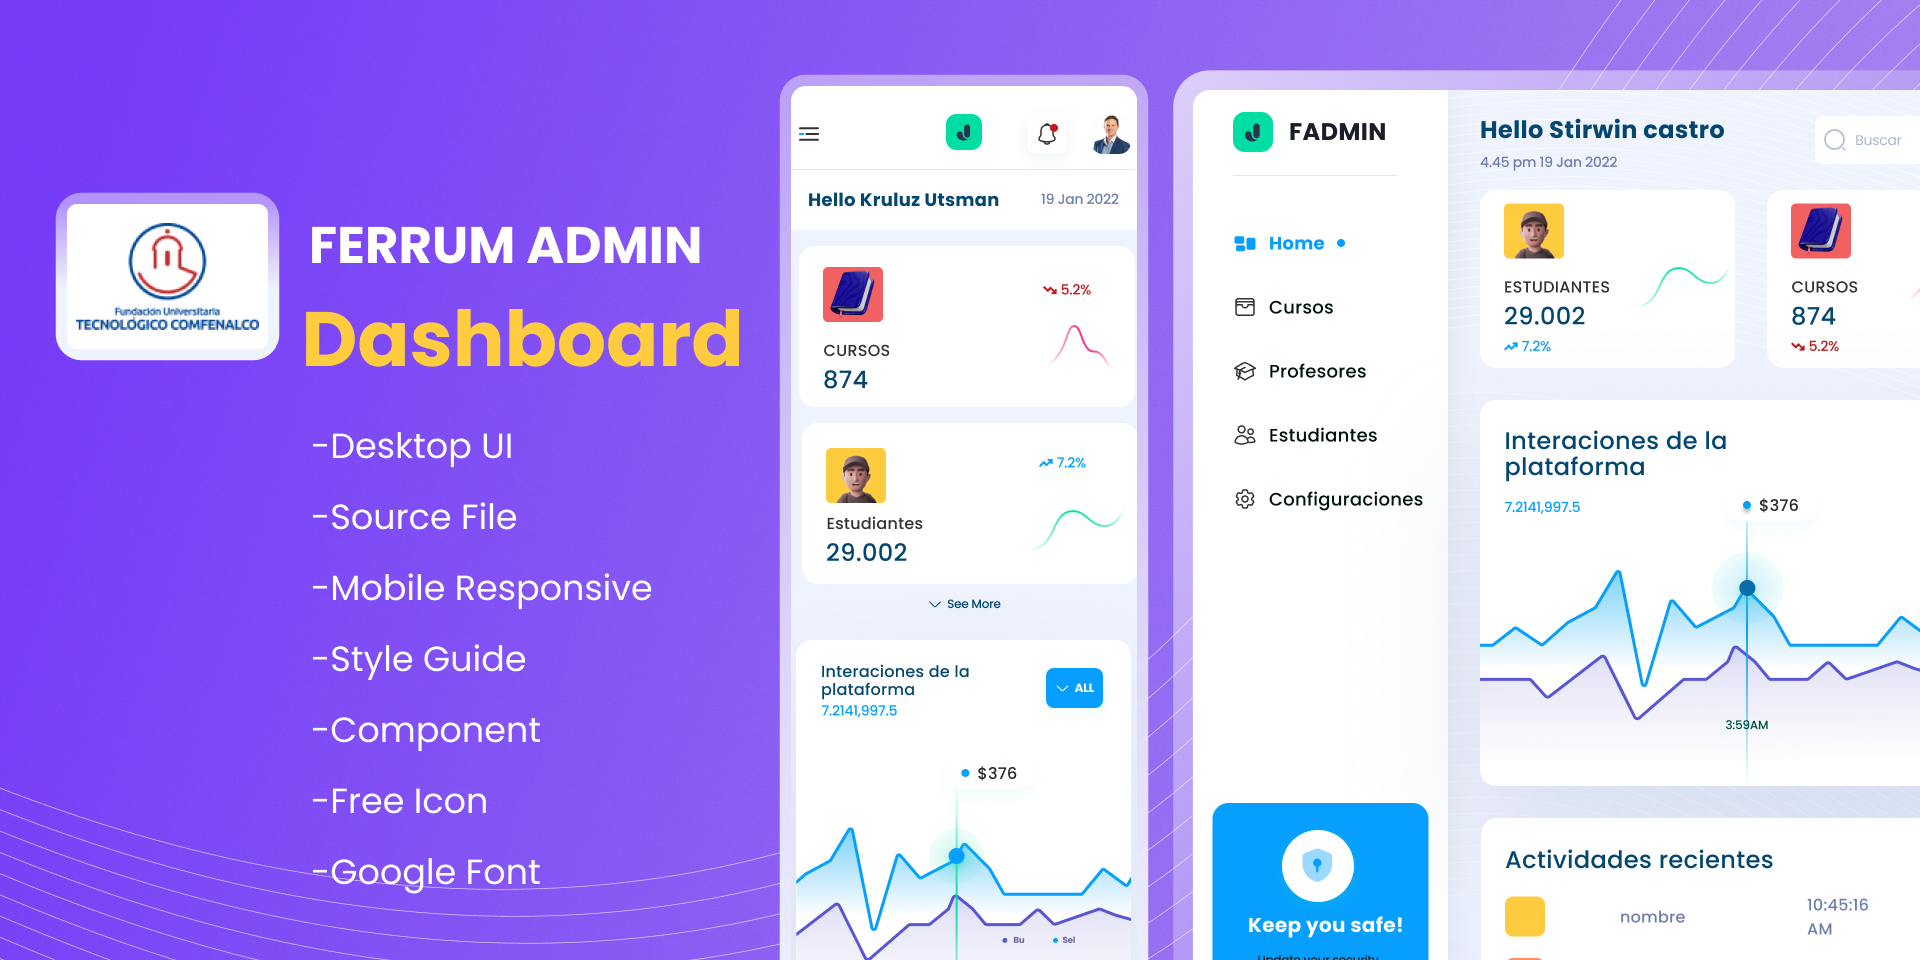 Fundación Universitaria
TECNOLÓGICO COMFENALCO
FERRUM ADMIN
Dashboard
-Desktop UI
-Source File
-Mobile Responsive
-Style Guide
-Component
-Free Icon
-Google Font
Hello Kruluz Utsman
19 Jan 2022
5.2%
CURSOS
874
7.2%
Estudiantes
29.002
See More
Interaciones de la
plataforma
7.2141,997.5
ALL
$376
Bu
Sel
FADMIN
Home
Cursos
Profesores
Estudiantes
Configuraciones
Keep you safe!
Update your security
Hello Stirwin castro
4.45 pm 19 Jan 2022
Buscar
ESTUDIANTES
29.002
7.2%
CURSOS
874
5.2%
Interaciones de la
plataforma
7.2141,997.5
$376
3:59AM
Actividades recientes
nombre
10:45:16
AM